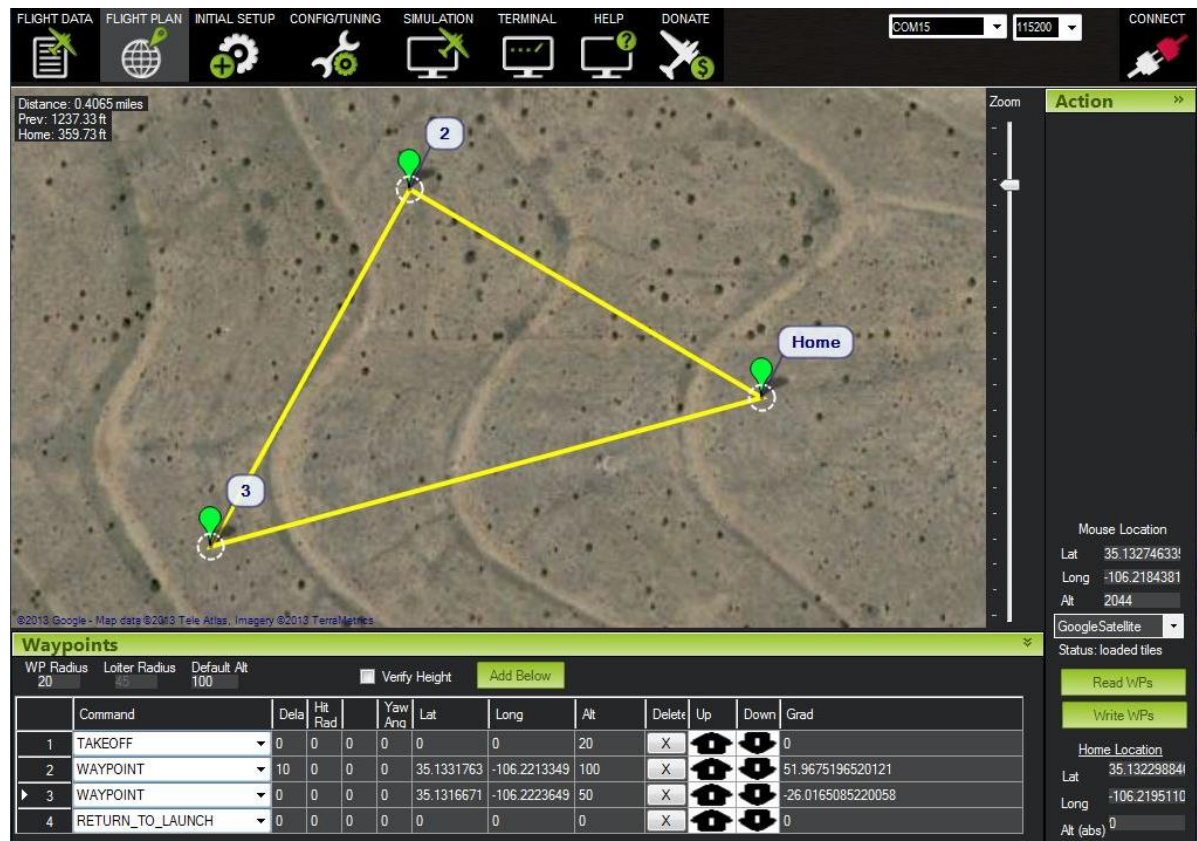 FLIGHT DATA FLIGHT PLAN INITIAL SETUP CONFIG/TUNING SIMULATION TERMINAL HELP DONATE COM15 115200 CONNECT
Distance: 0.4065 miles
Prev: 1237.33 ft
Home: 359.73 ft
2
Home
3
©2013 Google - Map data ©2013 Tele Atlas, Imagery ©2013 TerraMetrics
Zoom
Action »
Mouse Location
Lat 35.13274633
Long -106.2184381
Alt 2044
GoogleSatellite
Status: loaded tiles
Read WPs
Write WPs
Home Location
Lat 35.13229884
Long -106.2195110
Alt (abs) 0
Waypoints
WP Radius Loiter Radius Default Alt
20 45 100
Verify Height Add Below
Command Dela Hit Rad Yaw Ang Lat Long Alt Delete Up Down Grad
1 TAKEOFF 0 0 0 0 0 0 20 X 0
2 WAYPOINT 10 0 0 0 35.1331763 -106.2213349 100 X 51.9675196520121
3 WAYPOINT 0 0 0 0 35.1316671 -106.2223649 50 X -26.0165085220058
4 RETURN_TO_LAUNCH 0 0 0 0 0 0 0 X 0